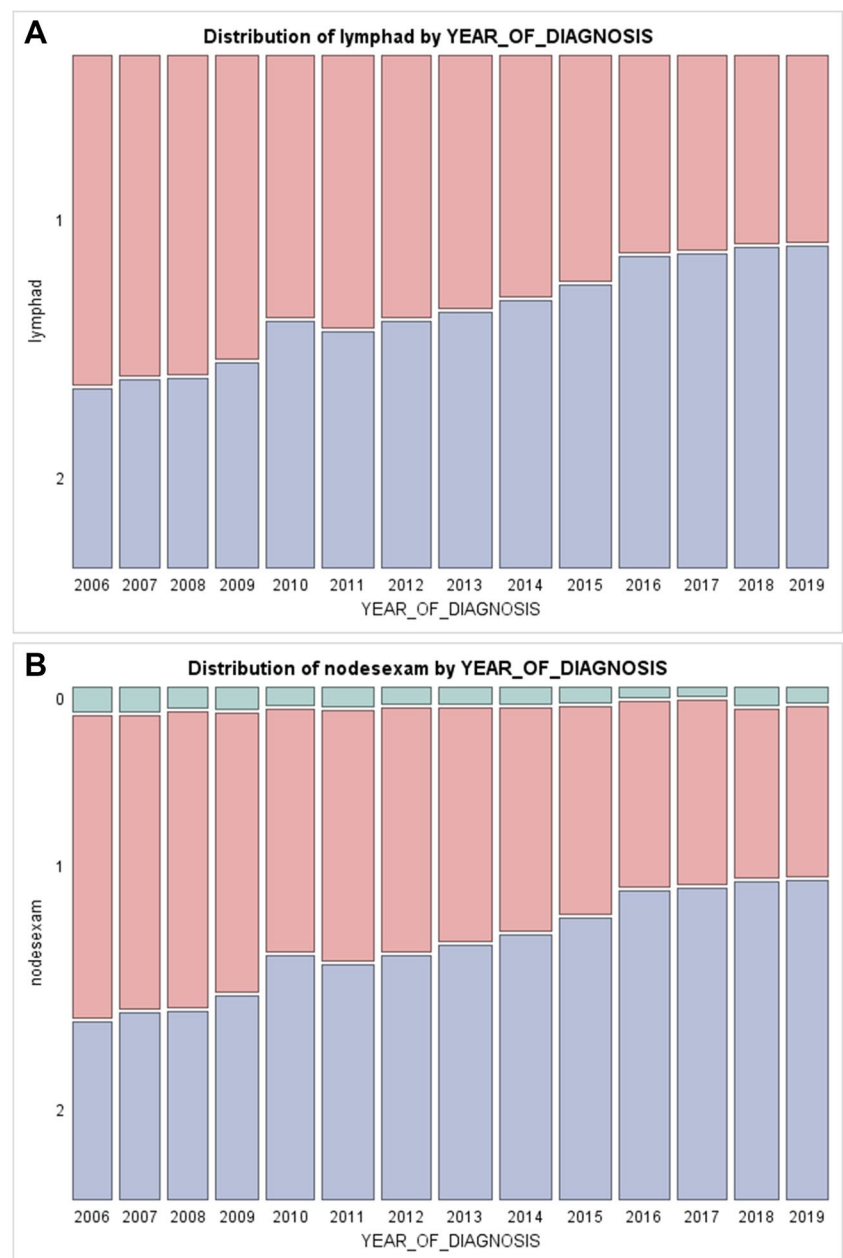 A
Distribution of lymphad by YEAR_OF_DIAGNOSIS
1
lymphad
2
2006 2007 2008 2009 2010 2011 2012 2013 2014 2015 2016 2017 2018 2019
YEAR_OF_DIAGNOSIS
B
Distribution of nodesexam by YEAR_OF_DIAGNOSIS
0
1
nodesexam
2
2006 2007 2008 2009 2010 2011 2012 2013 2014 2015 2016 2017 2018 2019
YEAR_OF_DIAGNOSIS